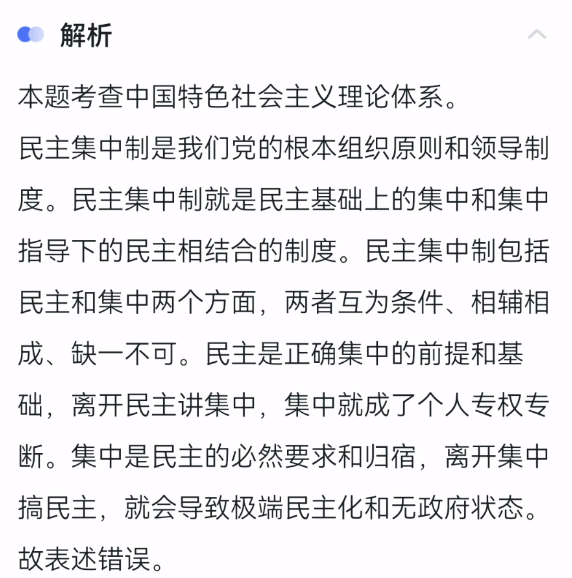 解析
本题考查中国特色社会主义理论体系。
民主集中制是我们党的根本组织原则和领导制
度。民主集中制就是民主基础上的集中和集中
指导下的民主相结合的制度。民主集中制包括
民主和集中两个方面，两者互为条件、相辅相
成、缺一不可。民主是正确集中的前提和基
础，离开民主讲集中，集中就成了个人专权专
断。集中是民主的必然要求和归宿，离开集中
搞民主，就会导致极端民主化和无政府状态。
故表述错误。